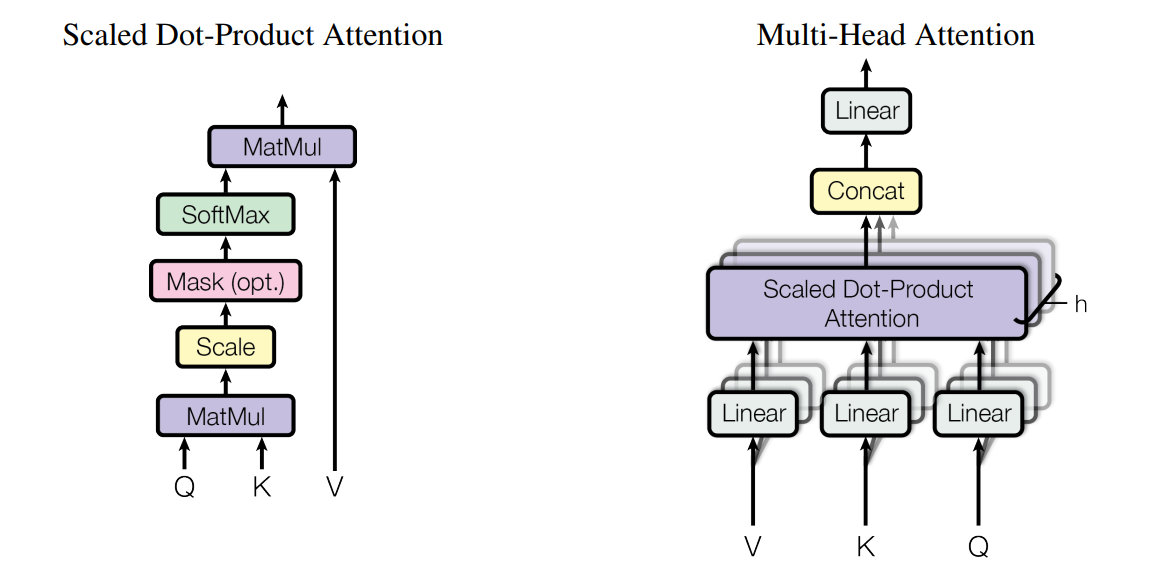 Scaled Dot-Product Attention
MatMul
SoftMax
Mask (opt.)
Scale
MatMul
Q K V
Multi-Head Attention
Linear
Concat
Scaled Dot-Product
Attention
h
Linear Linear Linear
V K Q